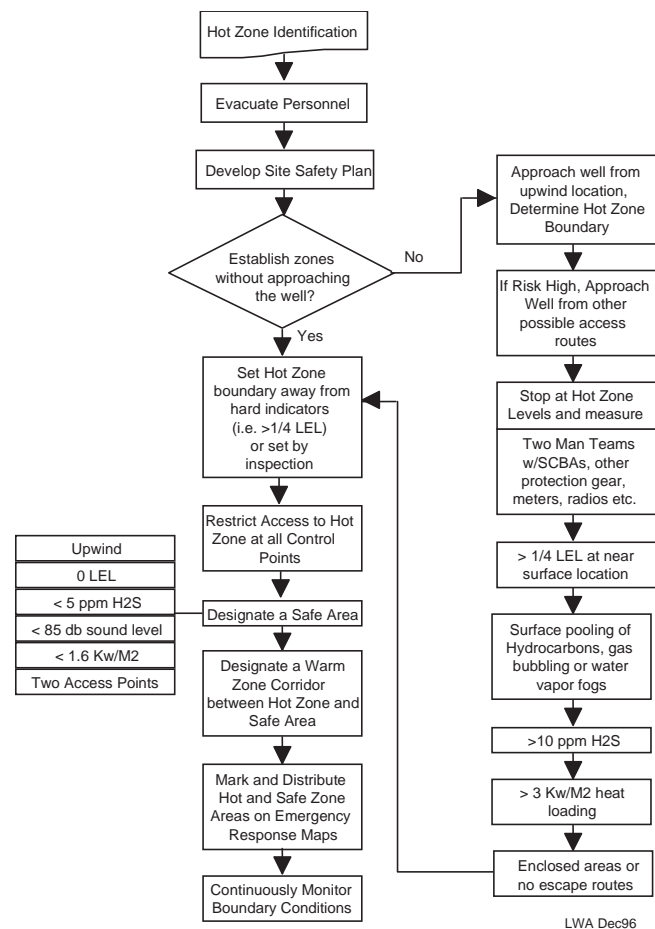 Hot Zone Identification
Evacuate Personnel
Develop Site Safety Plan
Establish zones
without approaching
the well?
No
Yes
Set Hot Zone
boundary away from
hard indicators
(i.e. >1/4 LEL)
or set by
inspection
Restrict Access to Hot
Zone at all Control
Points
Designate a Safe Area
Upwind
0 LEL
< 5 ppm H2S
< 85 db sound level
< 1.6 Kw/M2
Two Access Points
Designate a Warm
Zone Corridor
between Hot Zone and
Safe Area
Mark and Distribute
Hot and Safe Zone
Areas on Emergency
Response Maps
Continuously Monitor
Boundary Conditions
Approach well from
upwind location,
Determine Hot Zone
Boundary
If Risk High, Approach
Well from other
possible access
routes
Stop at Hot Zone
Levels and measure
Two Man Teams
w/SCBAs, other
protection gear,
meters, radios etc.
> 1/4 LEL at near
surface location
Surface pooling of
Hydrocarbons, gas
bubbling or water
vapor fogs
>10 ppm H2S
> 3 Kw/M2 heat
loading
Enclosed areas or
no escape routes
LWA Dec96